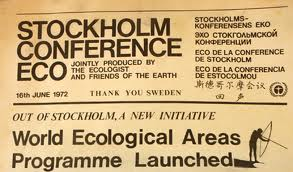 STOCKHOLM
CONFERENCE
ECO
JOINTLY PRODUCED BY
THE ECOLOGIST
AND FRIENDS OF THE EARTH
16th JUNE 1972
THANK YOU SWEDEN
STOCKHOLMS-
KONFERENSENS EKO
ЭХО СТОКГОЛЬМСКОЙ
КОНФЕРЕНЦИИ
ECO DE LA CONFERENCE
DE STOCKHOLM
ECO DE LA CONFERENCIA
DE ESTOCOLMOU
斯德哥尔摩会议
回声
OUT OF STOCKHOLM, A NEW INITIATIVE
World Ecological Areas
Programme Launched